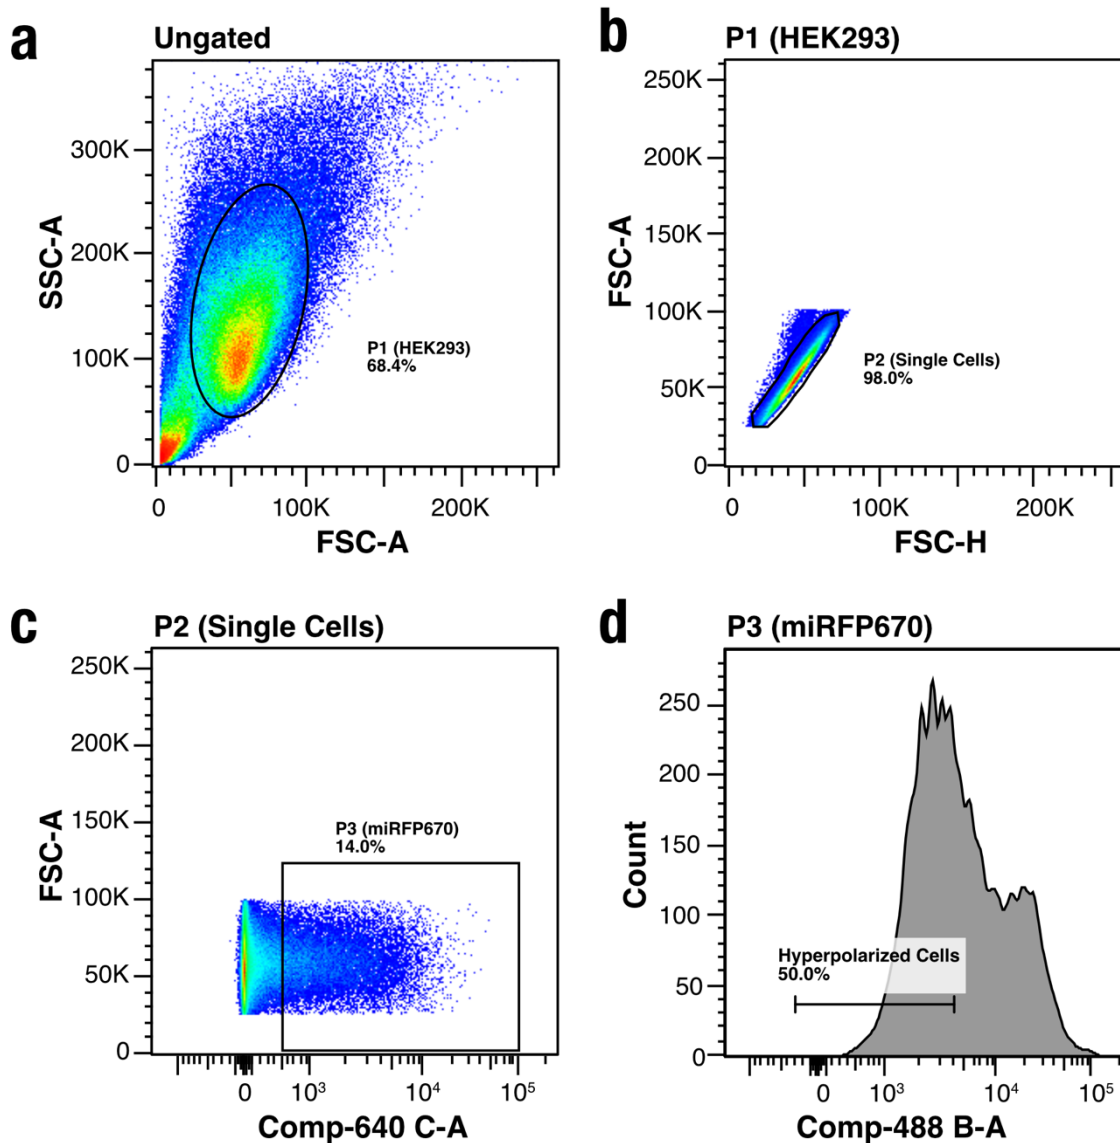 a
Ungated
SSC-A
300K
200K
100K
0
P1 (HEK293)
68.4%
0 100K 200K
FSC-A
b
P1 (HEK293)
FSC-A
250K
200K
150K
100K
50K
0
P2 (Single Cells)
98.0%
0 100K 200K
FSC-H
c
P2 (Single Cells)
FSC-A
250K
200K
150K
100K
50K
0
P3 (miRFP670)
14.0%
0 10³ 10⁴ 10⁵
Comp-640 C-A
d
P3 (miRFP670)
Count
250
200
150
100
50
0
Hyperpolarized Cells
50.0%
0 10³ 10⁴ 10⁵
Comp-488 B-A